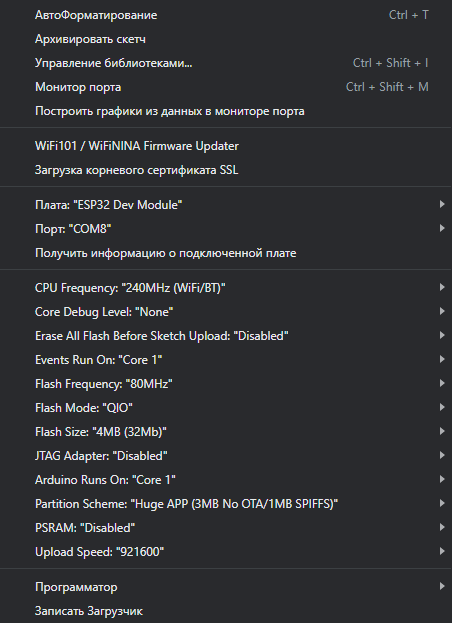 АвтоФорматирование Ctrl + T
Архивировать скетч
Управление библиотеками... Ctrl + Shift + I
Монитор порта Ctrl + Shift + M
Построить графики из данных в мониторе порта
WiFi101 / WiFiNINA Firmware Updater
Загрузка корневого сертификата SSL
Плата: "ESP32 Dev Module"
Порт: "COM8"
Получить информацию о подключенной плате
CPU Frequency: "240MHz (WiFi/BT)"
Core Debug Level: "None"
Erase All Flash Before Sketch Upload: "Disabled"
Events Run On: "Core 1"
Flash Frequency: "80MHz"
Flash Mode: "QIO"
Flash Size: "4MB (32Mb)"
JTAG Adapter: "Disabled"
Arduino Runs On: "Core 1"
Partition Scheme: "Huge APP (3MB No OTA/1MB SPIFFS)"
PSRAM: "Disabled"
Upload Speed: "921600"
Программатор
Записать Загрузчик